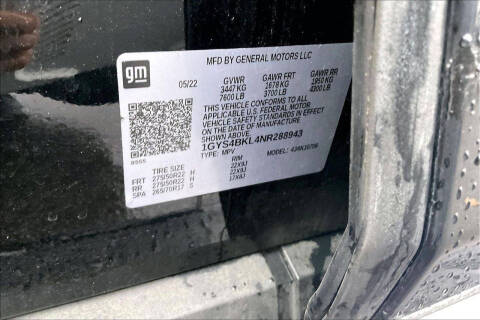 gm
MFD BY GENERAL MOTORS LLC
05/22 GVWR GAWR FRT GAWR RR
3447 KG 1678 KG 1950 KG
7600 LB 3700 LB 4300 LB
THIS VEHICLE CONFORMS TO ALL
APPLICABLE U.S. FEDERAL MOTOR
VEHICLE SAFETY STANDARDS IN EFFECT
ON THE DATE OF MANUFACTURE
1GYS4BKL4NR288943
TYPE: MPV MODEL:
TIRE SIZE RIM
FRT 275/50R22 H 22X9J
RR 275/50R22 H 22X9J
SPA 265/70R17 S 17X8J